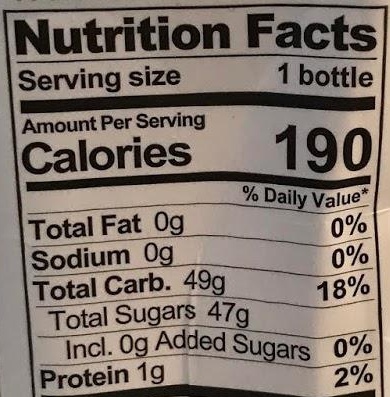 Nutrition Facts
Serving size 1 bottle
Amount Per Serving
Calories 190
% Daily Value*
Total Fat 0g 0%
Sodium 0g 0%
Total Carb. 49g 18%
Total Sugars 47g
Incl. 0g Added Sugars 0%
Protein 1g 2%